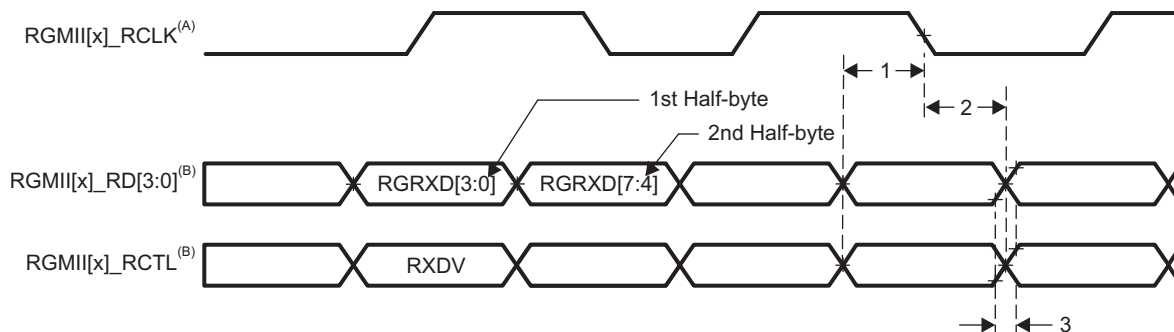 RGMII[x]_RCLK(A)
1
1st Half-byte
2
2nd Half-byte
RGMII[x]_RD[3:0](B)
RGRXD[3:0]
RGRXD[7:4]
RGMII[x]_RCTL(B)
RXDV
3